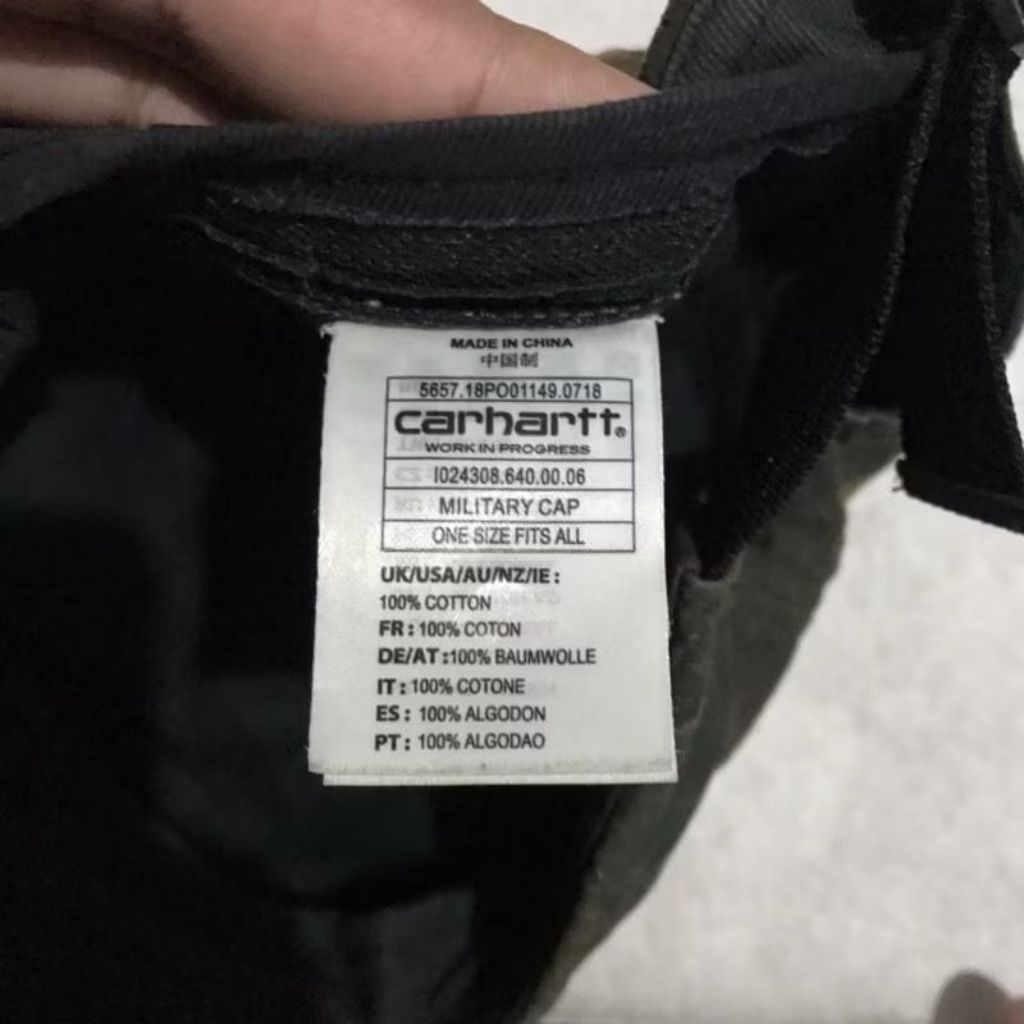 MADE IN CHINA
中国制
5657.18PO01149.0718
carhartt®
WORK IN PROGRESS
I024308.640.00.06
MILITARY CAP
ONE SIZE FITS ALL
UK/USA/AU/NZ/IE :
100% COTTON
FR : 100% COTON
DE/AT :100% BAUMWOLLE
IT : 100% COTONE
ES : 100% ALGODON
PT : 100% ALGODAO